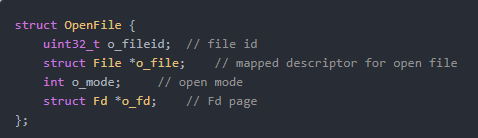 struct OpenFile {
    uint32_t o_fileid;  // file id
    struct File *o_file;    // mapped descriptor for open file
    int o_mode;     // open mode
    struct Fd *o_fd;    // Fd page
};